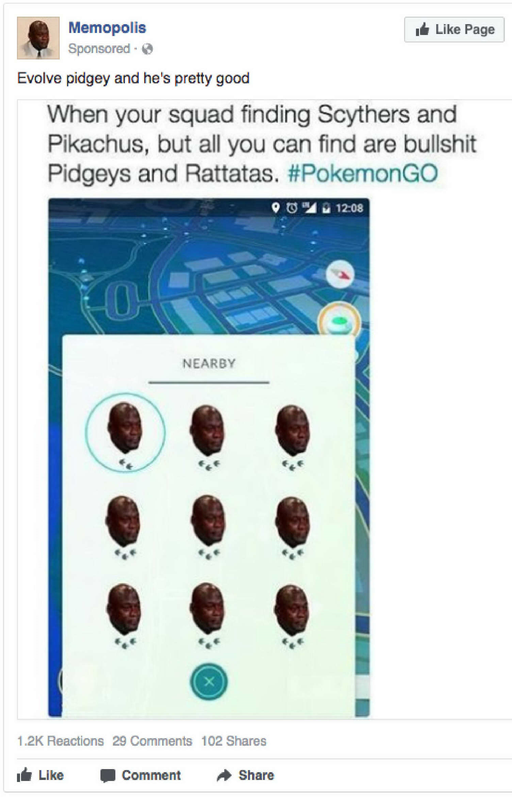 Memopolis
Like Page
Sponsored ·
Evolve pidgey and he's pretty good
When your squad finding Scythers and
Pikachus, but all you can find are bullshit
Pidgeys and Rattatas. #PokemonGO
12:08
NEARBY
1.2K Reactions 29 Comments 102 Shares
Like Comment Share